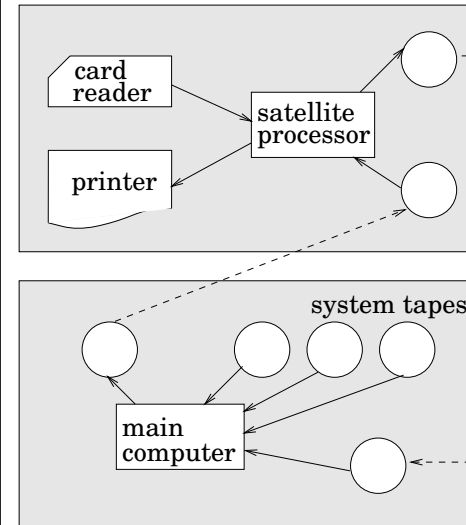 card
reader
satellite
processor
printer
system tapes
main
computer